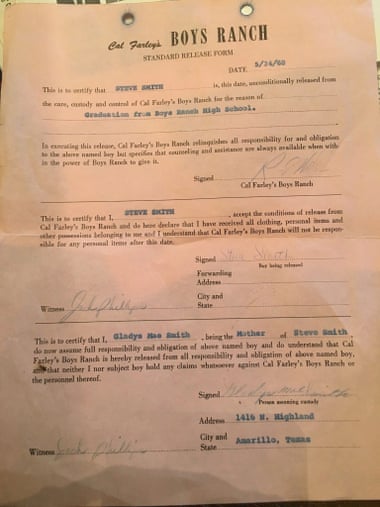 Cal Farley's BOYS RANCH
STANDARD RELEASE FORM
DATE 5/24/68
This is to certify that STEVE SMITH is, this date, unconditionally released from
the care, custody and control of Cal Farley's Boys Ranch for the reason of
Graduation from Boys Ranch High School.
In executing this release, Cal Farley's Boys Ranch relinquishes all responsibility for and obligation
to the above named boy but specifies that counseling and assistance are always available when with-
in the power of Boys Ranch to give it.
Signed
Cal Farley's Boys Ranch
This is to certify that I, STEVE SMITH, accept the conditions of release from
Cal Farley's Boys Ranch and do here declare that I have received all clothing, personal items and
other possessions belonging to me and I understand that Cal Farley's Boys Ranch will not be respon-
sible for any personal items after this date.
Signed Steve Smith
Boy being released
Forwarding
Address
City and
State
Witness Jack Phillips
This is to certify that I, Gladys Mae Smith, being the Mother of Steve Smith,
do now assume full responsibility and obligation of above named boy and do understand that Cal
Farley's Boys Ranch is hereby released from all responsibility and obligation of above named boy,
and that neither I nor subject boy hold any claims whatsoever against Cal Farley's Boys Ranch or
the personnel thereof.
Signed Gladys Mae Smith
Person assuming custody
Address 1416 N. Highland
City and
State Amarillo, Texas
Witness Jack Phillips